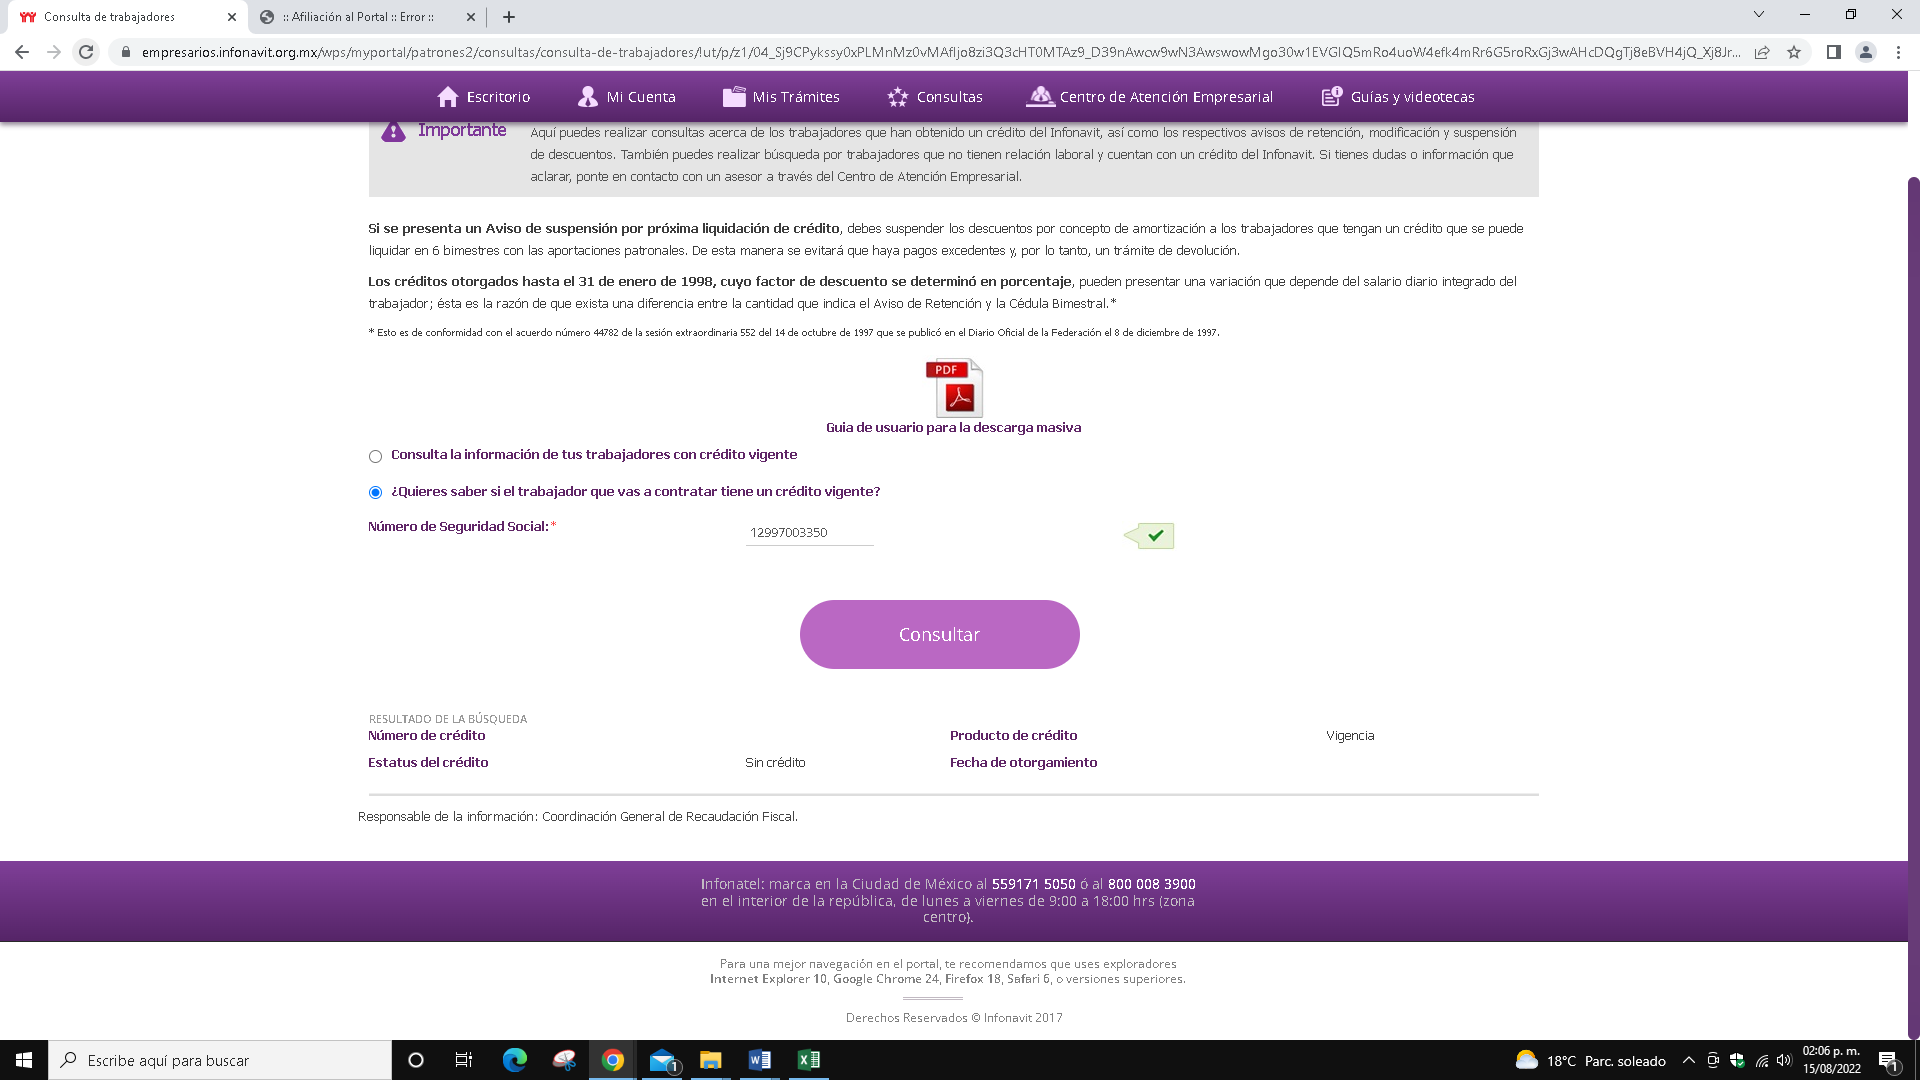 Consulta de trabajadores
:: Afiliación al Portal :: Error ::
empresarios.infonavit.org.mx/wps/myportal/patrones2/consultas/consulta-de-trabajadores/!ut/p/z1/
Escritorio
Mi Cuenta
Mis Trámites
Consultas
Centro de Atención Empresarial
Guías y videotecas
Importante
Aquí puedes realizar consultas acerca de los trabajadores que han obtenido un crédito del Infonavit, así como los respectivos avisos de retención, modificación y suspensión
de descuentos. También puedes realizar búsqueda por trabajadores que no tienen relación laboral y cuentan con un crédito del Infonavit. Si tienes dudas o información que
aclarar, ponte en contacto con un asesor a través del Centro de Atención Empresarial.
Si se presenta un Aviso de suspensión por próxima liquidación de crédito, debes suspender los descuentos por concepto de amortización a los trabajadores que tengan un crédito que se puede
liquidar en 6 bimestres con las aportaciones patronales. De esta manera se evitará que haya pagos excedentes y, por lo tanto, un trámite de devolución.
Los créditos otorgados hasta el 31 de enero de 1998, cuyo factor de descuento se determinó en porcentaje, pueden presentar una variación que depende del salario diario integrado del
trabajador; ésta es la razón de que exista una diferencia entre la cantidad que indica el Aviso de Retención y la Cédula Bimestral.*
* Esto es de conformidad con el acuerdo número 44782 de la sesión extraordinaria 552 del 14 de octubre de 1997 que se publicó en el Diario Oficial de la Federación el 8 de diciembre de 1997.
PDF
Guia de usuario para la descarga masiva
Consulta la información de tus trabajadores con crédito vigente
¿Quieres saber si el trabajador que vas a contratar tiene un crédito vigente?
Número de Seguridad Social:* 12997003350
Consultar
RESULTADO DE LA BÚSQUEDA
Número de crédito Producto de crédito Vigencia
Estatus del crédito Sin crédito Fecha de otorgamiento
Responsable de la información: Coordinación General de Recaudación Fiscal.
Infonatel: marca en la Ciudad de México al 559171 5050 ó al 800 008 3900
en el interior de la república, de lunes a viernes de 9:00 a 18:00 hrs (zona
centro).
Para una mejor navegación en el portal, te recomendamos que uses exploradores
Internet Explorer 10, Google Chrome 24, Firefox 18, Safari 6, o versiones superiores.
Derechos Reservados © Infonavit 2017
Escribe aquí para buscar
1
18°C Parc. soleado
02:06 p. m.
15/08/2022
1